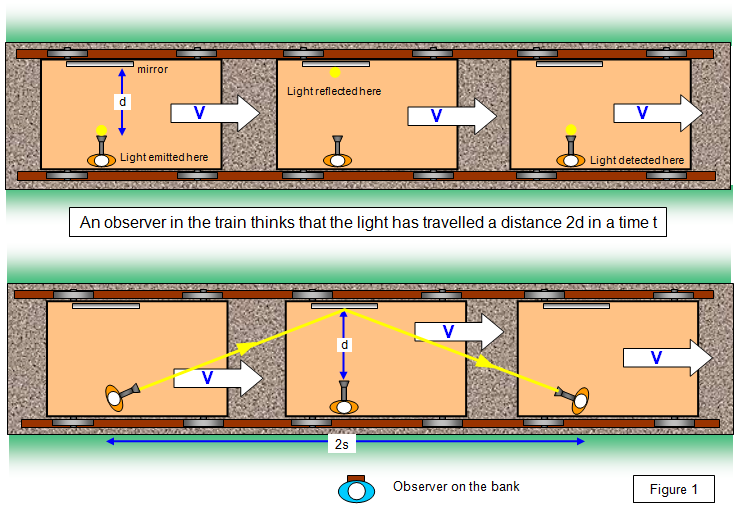 mirror
d
V
Light emitted here
Light reflected here
V
V
Light detected here
An observer in the train thinks that the light has travelled a distance 2d in a time t
V
d
V
V
2s
Observer on the bank
Figure 1